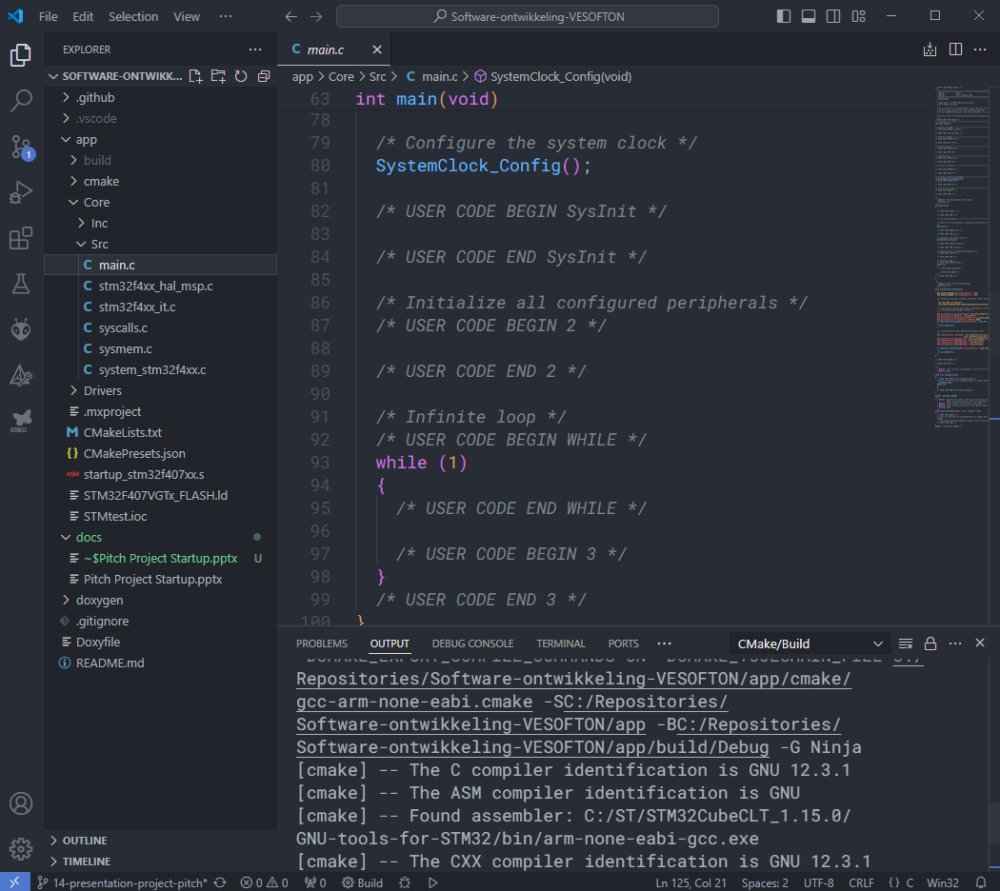 File Edit Selection View ··· Software-ontwikkeling-VESOFTON
EXPLORER
SOFTWARE-ONTWIKK...
.github
.vscode
app
build
cmake
Core
Inc
Src
C main.c
C stm32f4xx_hal_msp.c
C stm32f4xx_it.c
C syscalls.c
C sysmem.c
C system_stm32f4xx.c
Drivers
.mxproject
M CMakeLists.txt
{} CMakePresets.json
ASM startup_stm32f407xx.s
STM32F407VGTx_FLASH.ld
STMtest.ioc
docs
~$Pitch Project Startup.pptx U
Pitch Project Startup.pptx
doxygen
.gitignore
Doxyfile
README.md
OUTLINE
TIMELINE
1
STM32
C main.c
app > Core > Src > C main.c > SystemClock_Config(void)
63 int main(void)
78
79 /* Configure the system clock */
80 SystemClock_Config();
81
82 /* USER CODE BEGIN SysInit */
83
84 /* USER CODE END SysInit */
85
86 /* Initialize all configured peripherals */
87 /* USER CODE BEGIN 2 */
88
89 /* USER CODE END 2 */
90
91 /* Infinite loop */
92 /* USER CODE BEGIN WHILE */
93 while (1)
94 {
95 /* USER CODE END WHILE */
96
97 /* USER CODE BEGIN 3 */
98 }
99 /* USER CODE END 3 */
100 }
PROBLEMS OUTPUT DEBUG CONSOLE TERMINAL PORTS ··· CMake/Build
-DCMAKE_EXPORT_COMPILE_COMMANDS=ON -DCMAKE_TOOLCHAIN_FILE=C:/
Repositories/Software-ontwikkeling-VESOFTON/app/cmake/
gcc-arm-none-eabi.cmake -SC:/Repositories/
Software-ontwikkeling-VESOFTON/app -BC:/Repositories/
Software-ontwikkeling-VESOFTON/app/build/Debug -G Ninja
[cmake] -- The C compiler identification is GNU 12.3.1
[cmake] -- The ASM compiler identification is GNU
[cmake] -- Found assembler: C:/ST/STM32CubeCLT_1.15.0/
GNU-tools-for-STM32/bin/arm-none-eabi-gcc.exe
[cmake] -- The CXX compiler identification is GNU 12.3.1
14-presentation-project-pitch* 0 0 0 Build Ln 125, Col 21 Spaces: 2 UTF-8 CRLF {} C Win32